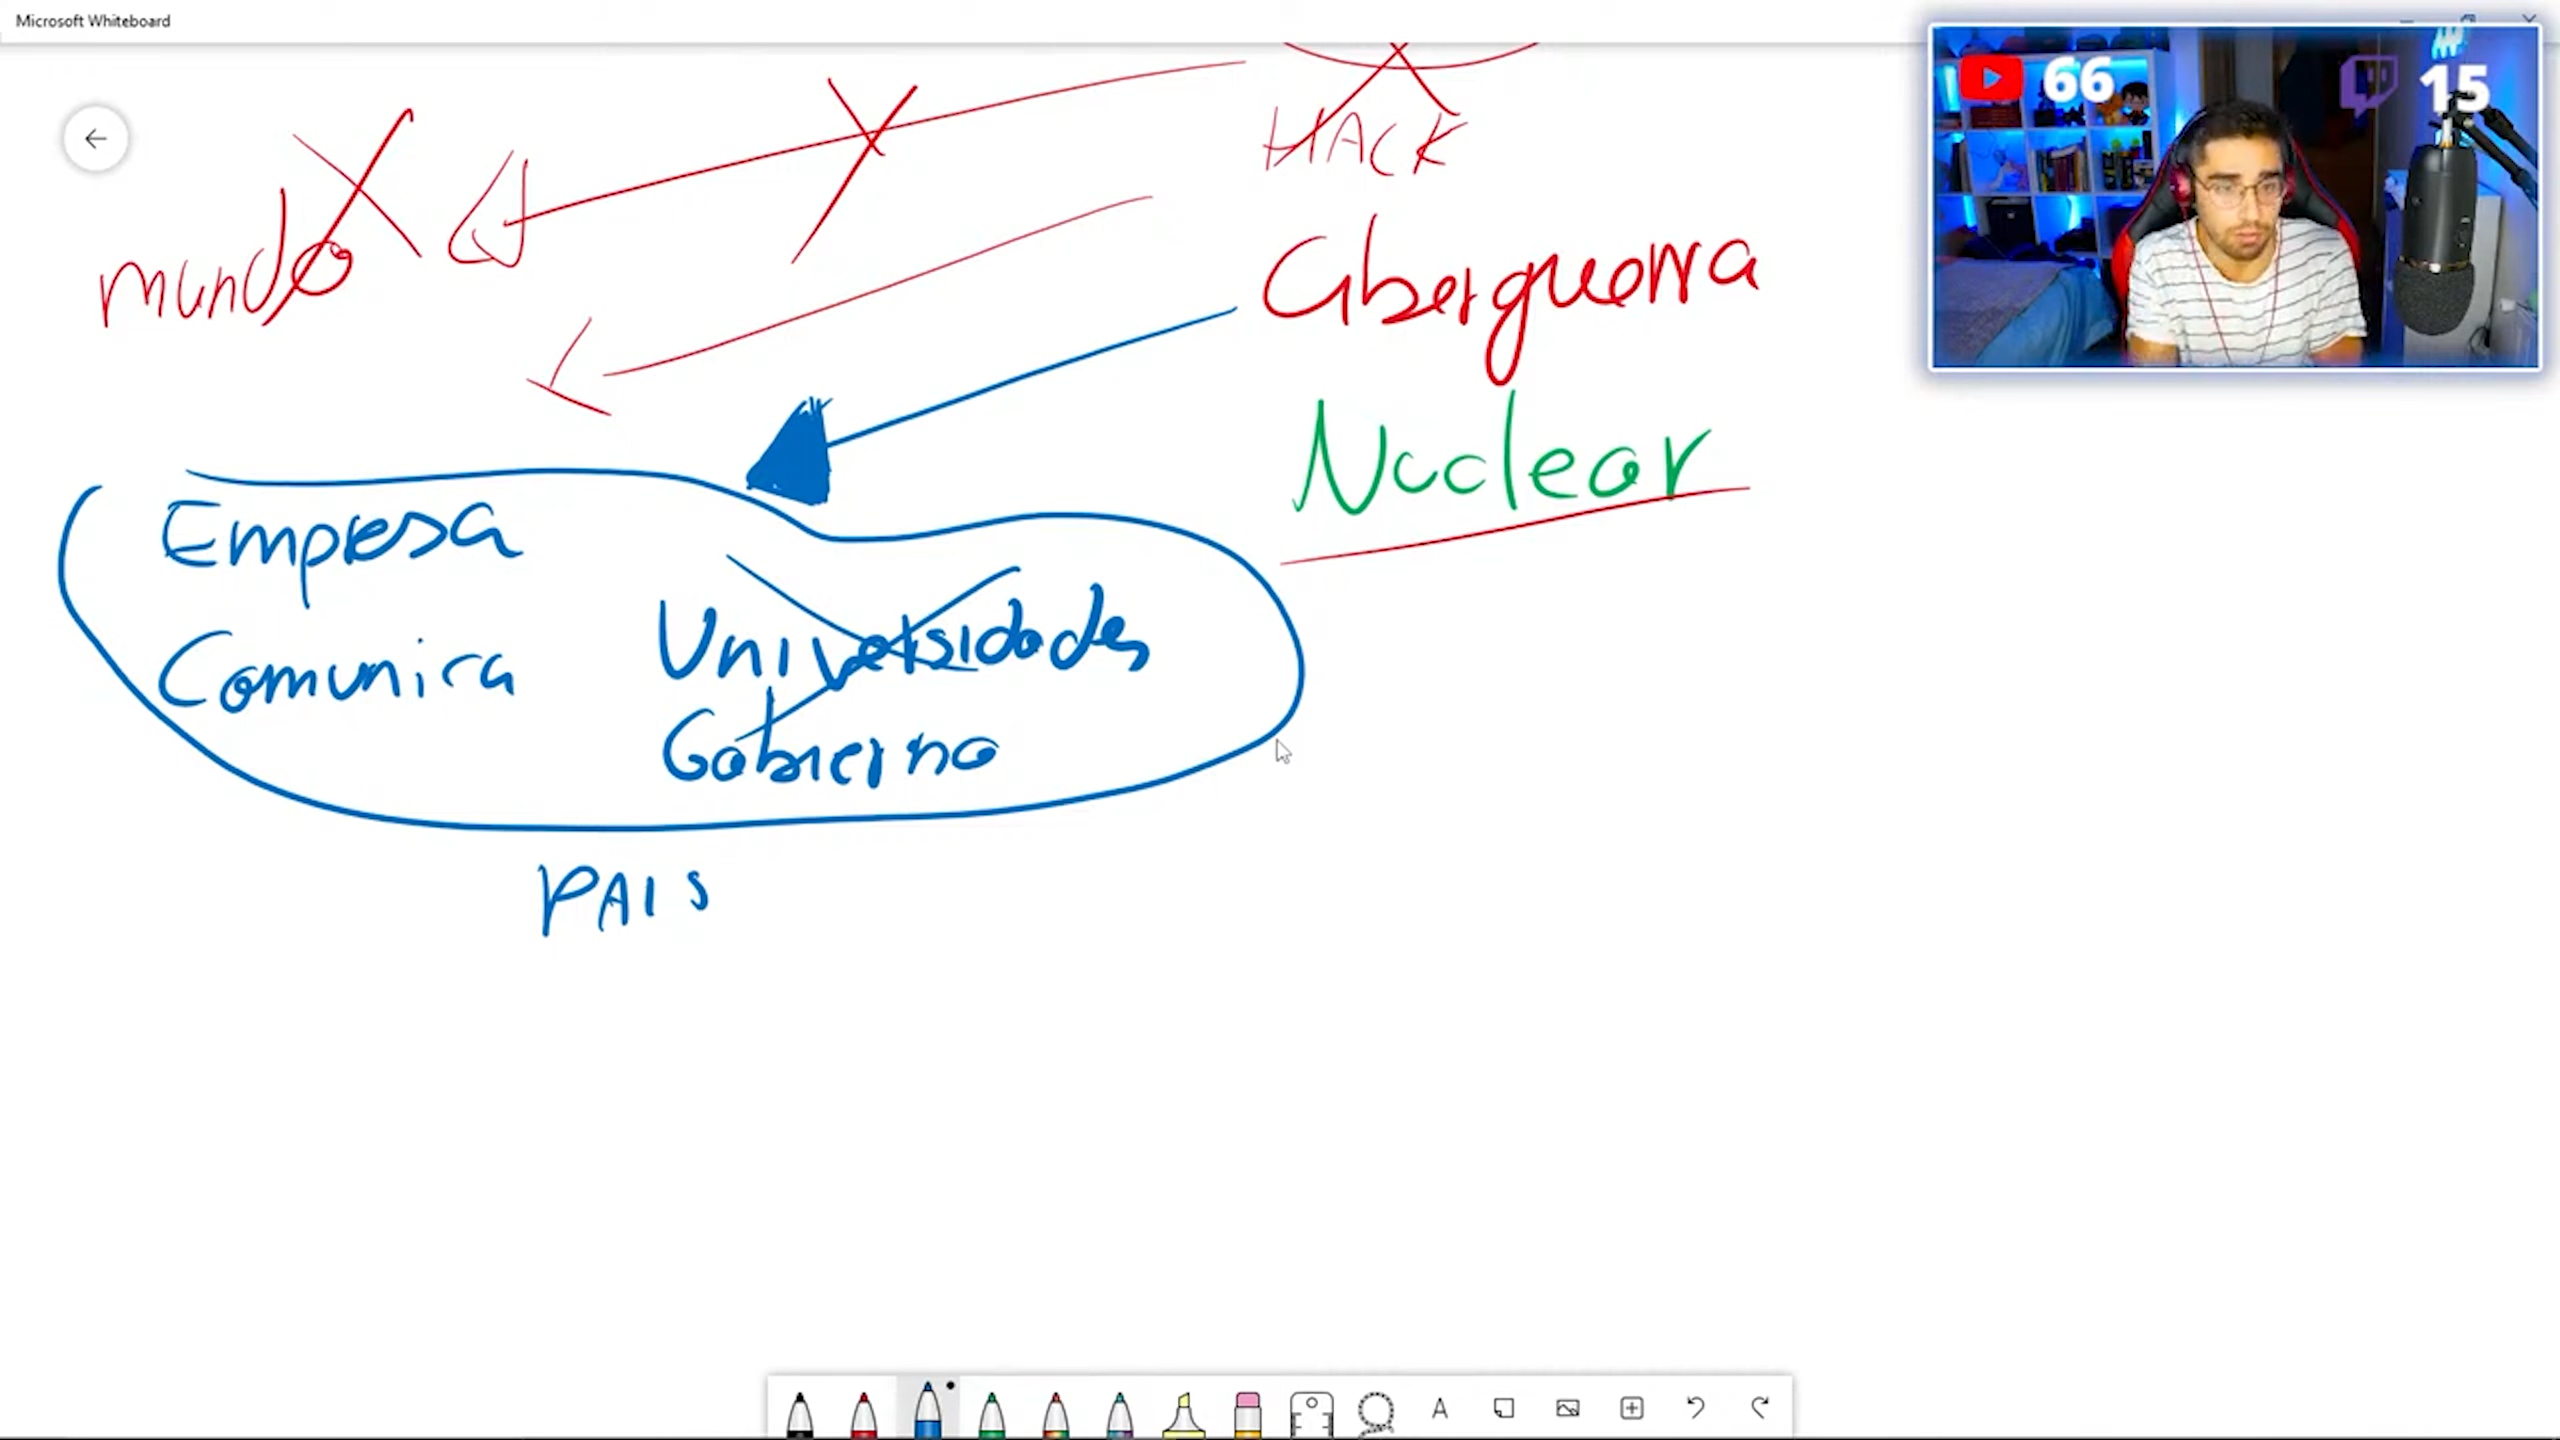 Microsoft Whiteboard
66
15
HACK
mundo
Ciberguerra
Nuclear
Empresa
Universidades
Comunica
Gobierno
PAIS
A